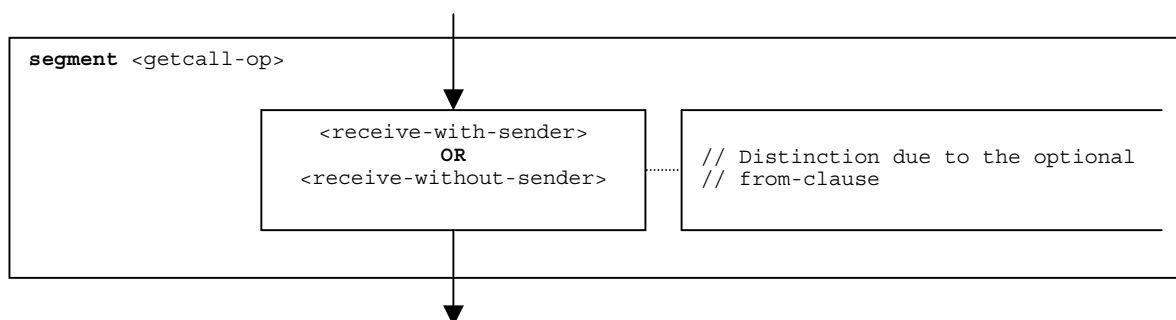 segment <getcall-op>
<receive-with-sender>
OR
<receive-without-sender>
// Distinction due to the optional
// from-clause